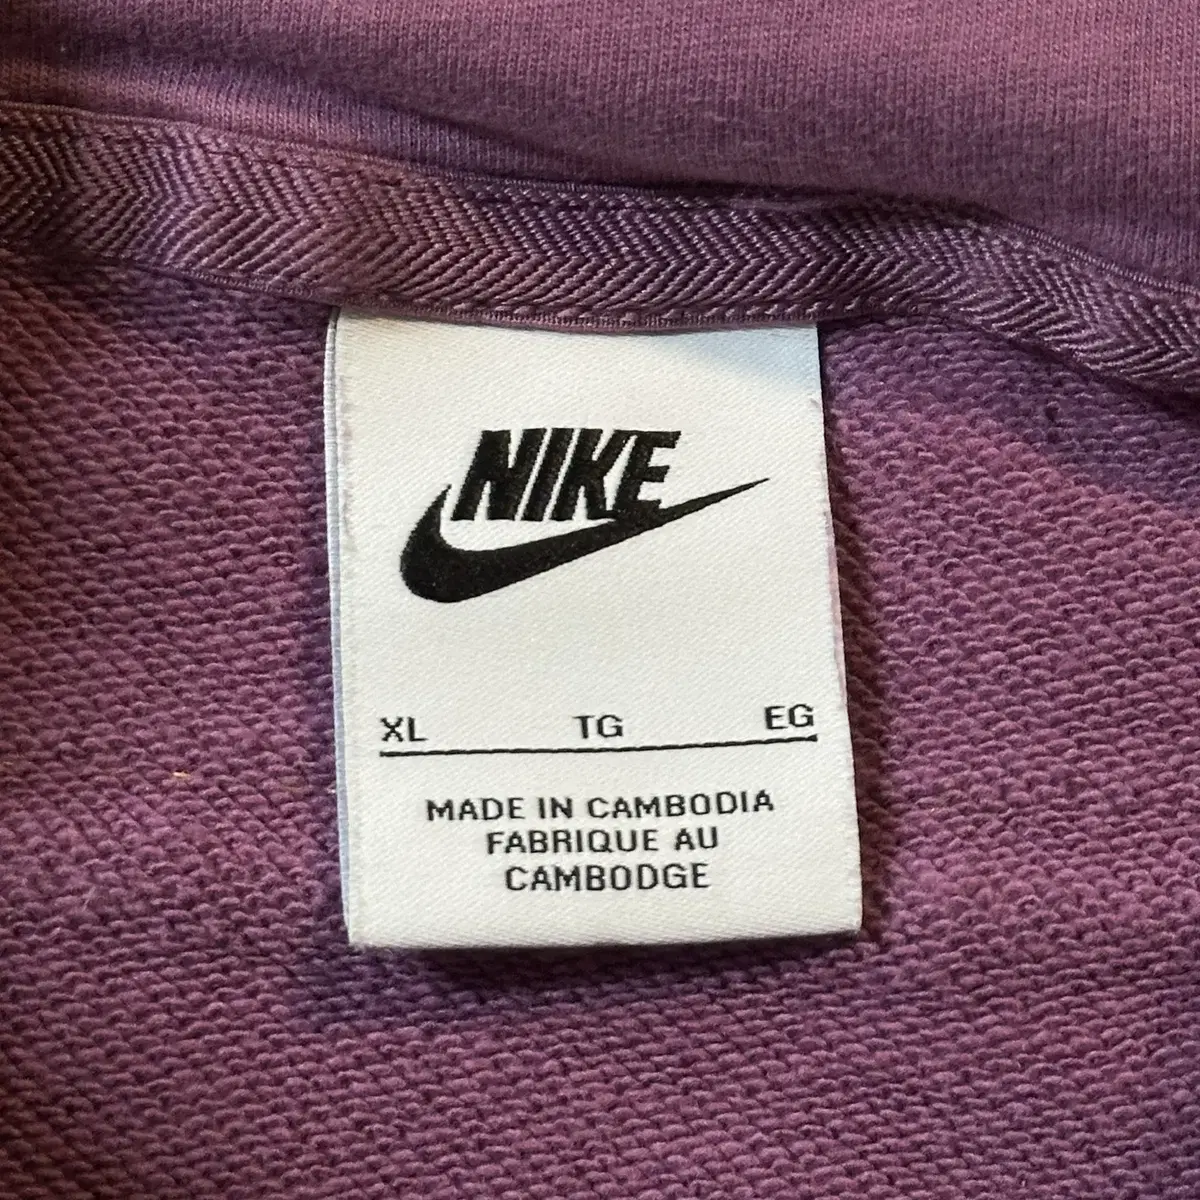 NIKE
XL TG EG
MADE IN CAMBODIA
FABRIQUE AU
CAMBODGE